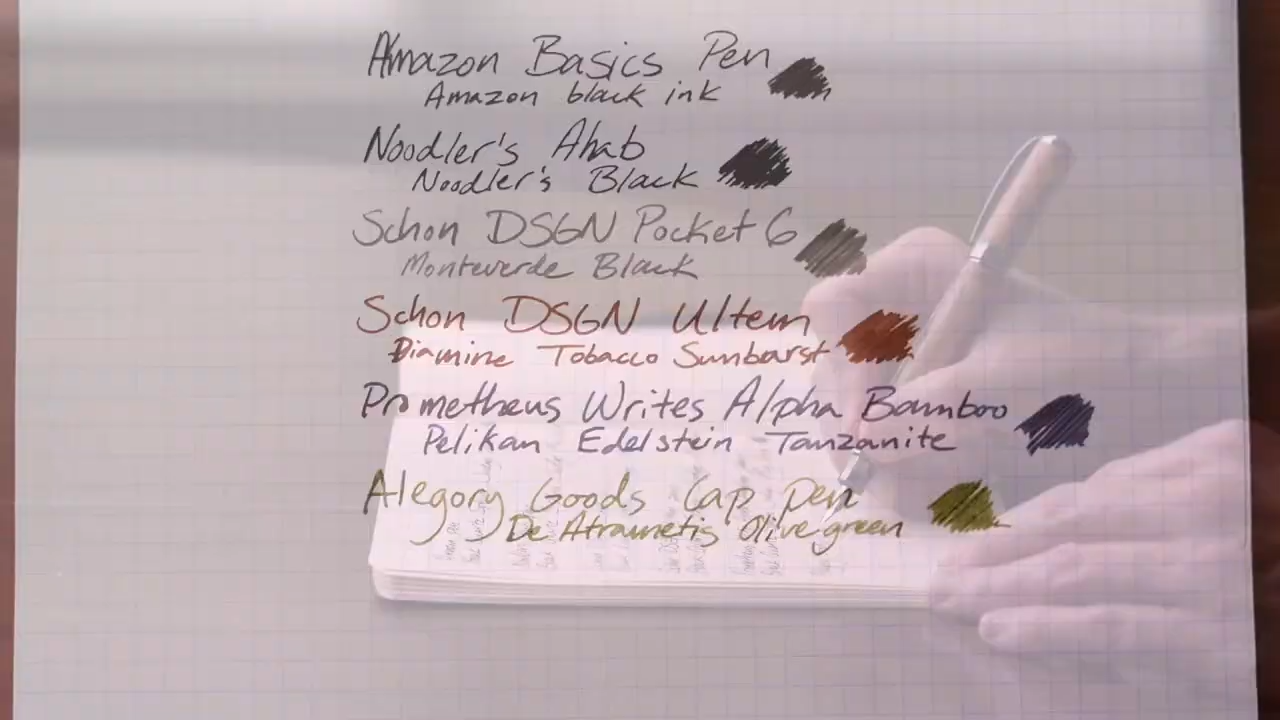 Amazon Basics Pen
Amazon black ink
Noodler's Ahab
Noodler's Black
Schon DSGN Pocket 6
Monteverde Black
Schon DSGN Ultem
Diamine Tobacco Sunburst
Prometheus Writes Alpha Bamboo
Pelikan Edelstein Tanzanite
Alegory Goods Cap pen
De Atramnetis Olive green